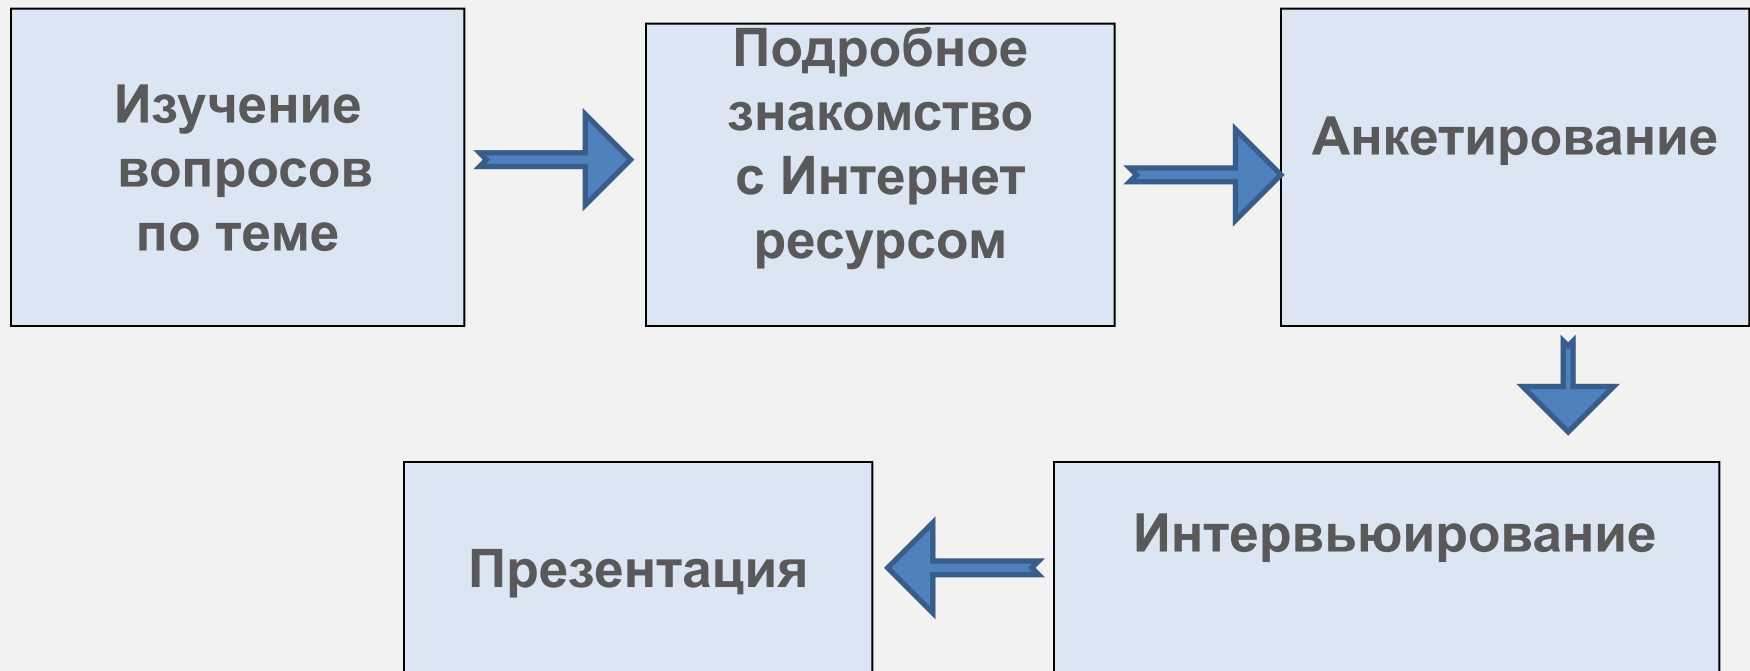 Изучение
вопросов
по теме
Подробное
знакомство
с Интернет
ресурсом
Анкетирование
Интервьюирование
Презентация